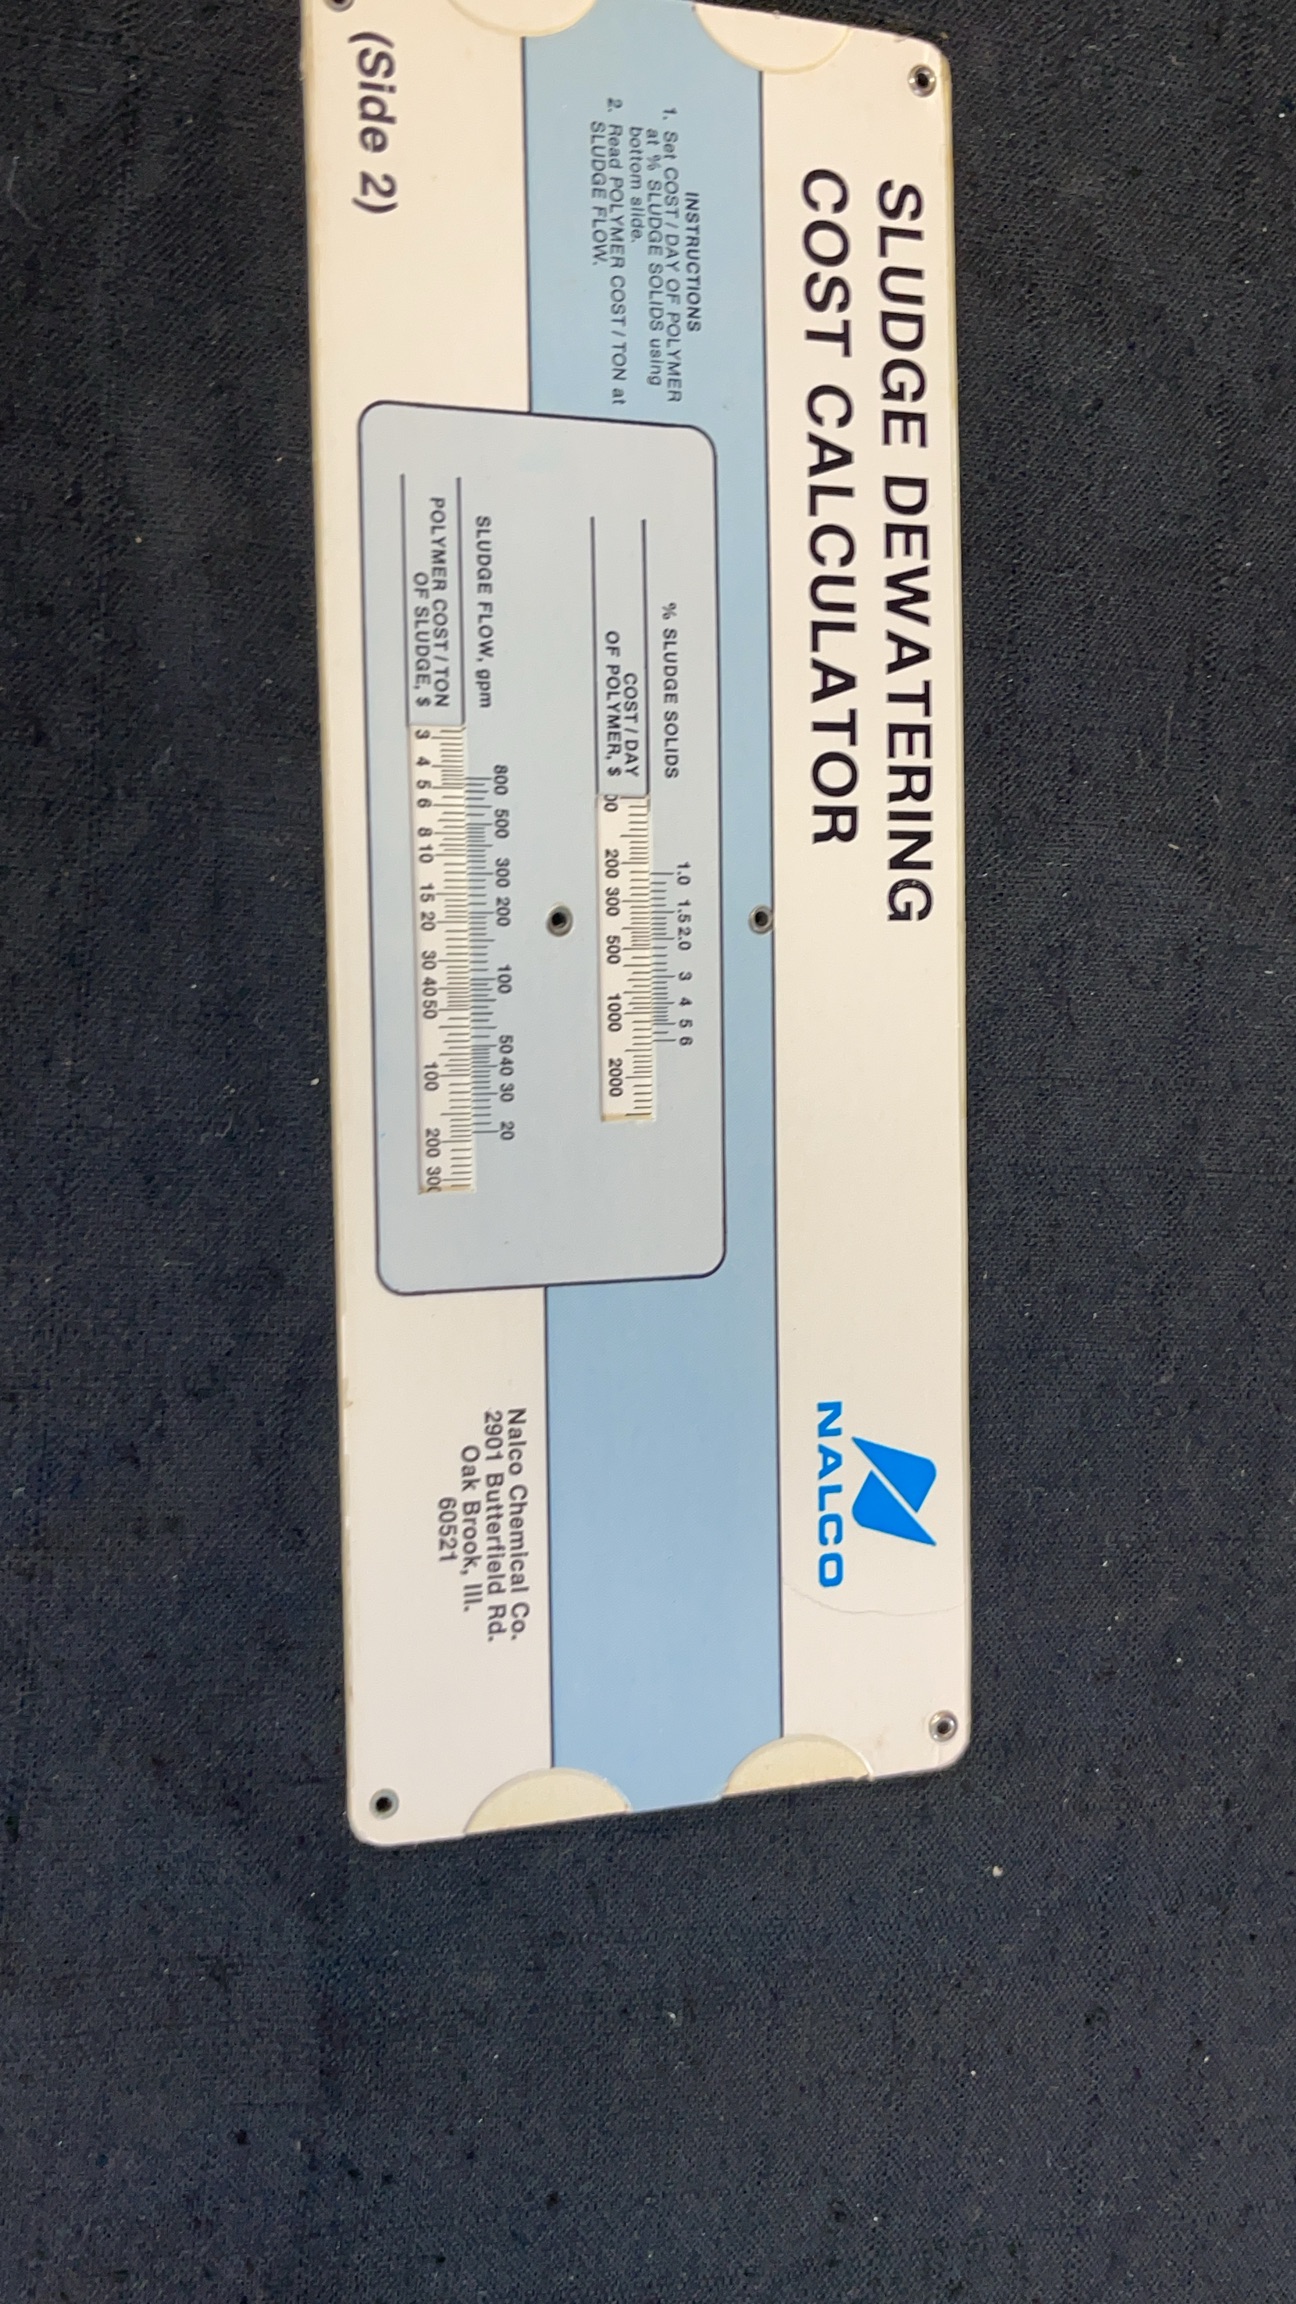 SLUDGE DEWATERING
COST CALCULATOR
NALCO
INSTRUCTIONS
1. Set COST / DAY OF POLYMER
at % SLUDGE SOLIDS using
bottom slide.
2. Read POLYMER COST / TON at
SLUDGE FLOW.
% SLUDGE SOLIDS 1.0 1.5 2.0 3 4 5 6
COST / DAY
OF POLYMER, $ 00 200 300 500 1000 2000
SLUDGE FLOW, gpm 800 500 300 200 100 50 40 30 20
POLYMER COST / TON
OF SLUDGE, $ 3 4 5 6 8 10 15 20 30 40 50 100 200 300
Nalco Chemical Co.
2901 Butterfield Rd.
Oak Brook, Ill.
60521
(Side 2)